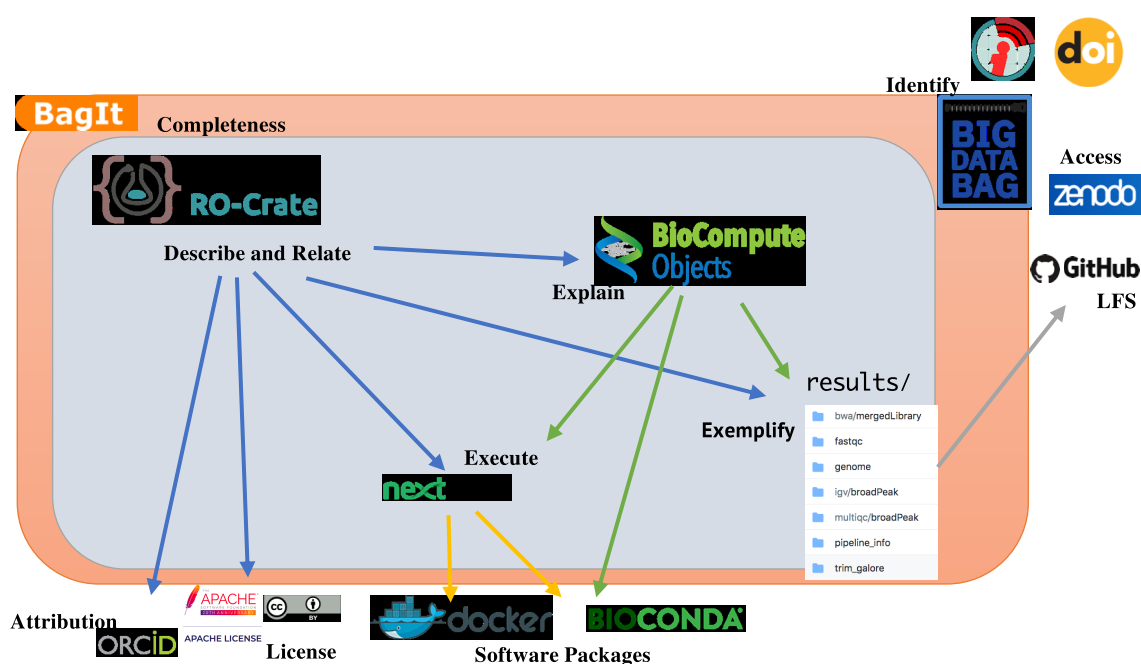 doi
Identify
BagIt
Completeness
BIG
DATA
BAG
Access
zenodo
RO-Crate
BioCompute
Objects
Describe and Relate
Explain
GitHub
LFS
results/
bwa/mergedLibrary
Exemplify
fastqc
Execute
genome
next
igv/broadPeak
multiqc/broadPeak
pipeline_info
trim_galore
APACHE
CC
BY
Attribution
ORCiD
APACHE LICENSE
License
docker
BIOCONDA
Software Packages